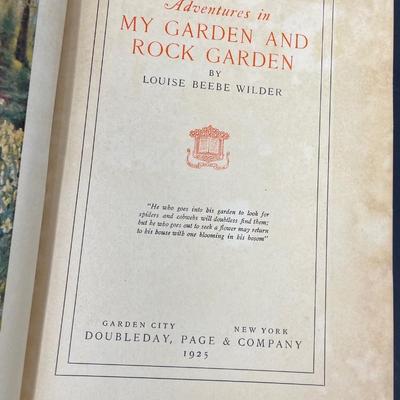 Adventures in
MY GARDEN AND
ROCK GARDEN
BY
LOUISE BEEBE WILDER
"He who goes into his garden to look for
spiders and cobwebs will doubtless find them;
but he who goes out to seek a flower may return
to his house with one blooming in his bosom"
GARDEN CITY NEW YORK
DOUBLEDAY, PAGE & COMPANY
1925